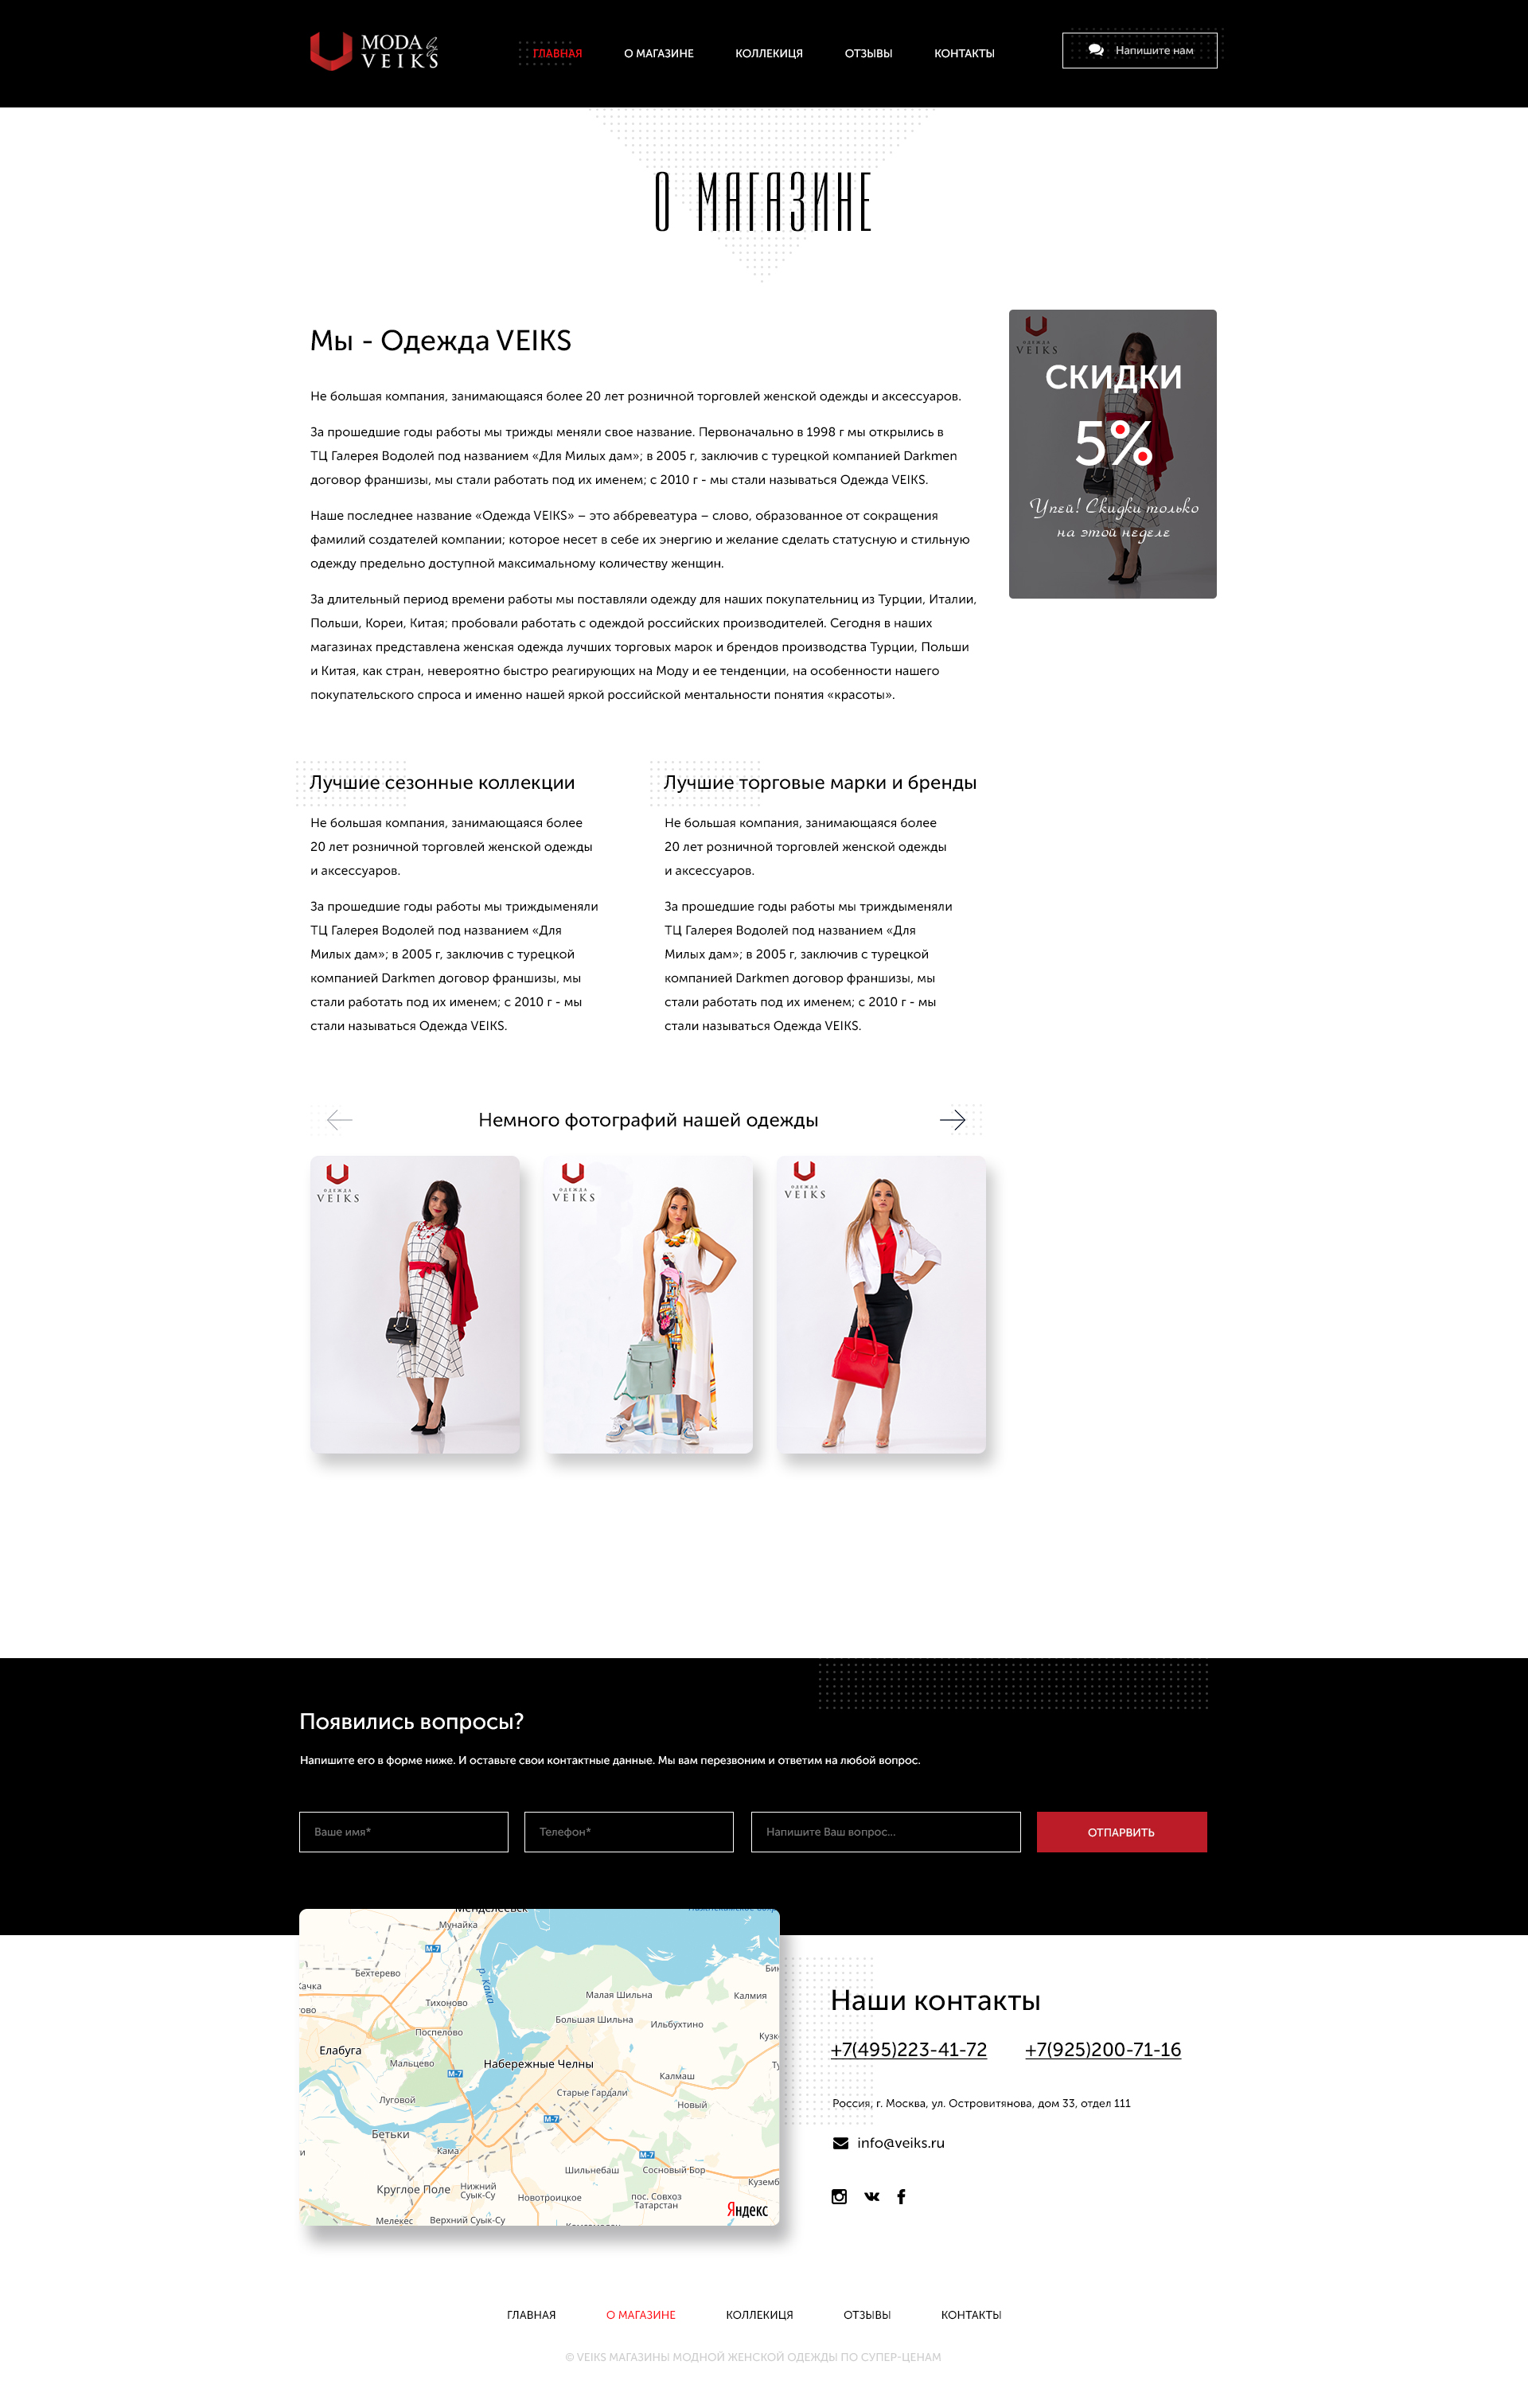 MODA by
VEIKS
ГЛАВНАЯ
О МАГАЗИНЕ
КОЛЛЕКИЦЯ
ОТЗЫВЫ
КОНТАКТЫ
Напишите нам
О МАГАЗИНЕ
Мы - Одежда VEIKS
Не большая компания, занимающаяся более 20 лет розничной торговлей женской одежды и аксессуаров.
За прошедшие годы работы мы трижды меняли свое название. Первоначально в 1998 г мы открылись в
ТЦ Галерея Водолей под названием «Для Милых дам»; в 2005 г, заключив с турецкой компанией Darkmen
договор франшизы, мы стали работать под их именем; с 2010 г - мы стали называться Одежда VEIKS.
Наше последнее название «Одежда VEIKS» – это аббревеатура – слово, образованное от сокращения
фамилий создателей компании; которое несет в себе их энергию и желание сделать статусную и стильную
одежду предельно доступной максимальному количеству женщин.
За длительный период времени работы мы поставляли одежду для наших покупательниц из Турции, Италии,
Польши, Кореи, Китая; пробовали работать с одеждой российских производителей. Сегодня в наших
магазинах представлена женская одежда лучших торговых марок и брендов производства Турции, Польши
и Китая, как стран, невероятно быстро реагирующих на Моду и ее тенденции, на особенности нашего
покупательского спроса и именно нашей яркой российской ментальности понятия «красоты».
ОДЕЖДА
VEIKS
СКИДКИ
5%
Упей! Скидки только
на этой неделе
Лучшие сезонные коллекции
Не большая компания, занимающаяся более
20 лет розничной торговлей женской одежды
и аксессуаров.
За прошедшие годы работы мы триждыменяли
ТЦ Галерея Водолей под названием «Для
Милых дам»; в 2005 г, заключив с турецкой
компанией Darkmen договор франшизы, мы
стали работать под их именем; с 2010 г - мы
стали называться Одежда VEIKS.
Лучшие торговые марки и бренды
Не большая компания, занимающаяся более
20 лет розничной торговлей женской одежды
и аксессуаров.
За прошедшие годы работы мы триждыменяли
ТЦ Галерея Водолей под названием «Для
Милых дам»; в 2005 г, заключив с турецкой
компанией Darkmen договор франшизы, мы
стали работать под их именем; с 2010 г - мы
стали называться Одежда VEIKS.
Немного фотографий нашей одежды
ОДЕЖДА
VEIKS
ОДЕЖДА
VEIKS
ОДЕЖДА
VEIKS
Появились вопросы?
Напишите его в форме ниже. И оставьте свои контактные данные. Мы вам перезвоним и ответим на любой вопрос.
Ваше имя*
Телефон*
Напишите Ваш вопрос...
ОТПАРВИТЬ
Менделеевск
Мунайка
М-7
Бехтерево
Качка
Тихоново
Малая Шильна
Калмия
Поспелово
Большая Шильна
Ильбухтино
р. Кама
Елабуга
Мальцево
Набережные Челны
М-7
Калмаш
Старые Гардали
Луговой
Новый
М-7
Бетьки
Кама
М-7
Шильнебаш
Сосновый Бор
Круглое Поле
Нижний
Суык-Су
Новотроицкое
пос. Совхоз
Татарстан
Мелекес
Верхний Суык-Су
Яндекс
Наши контакты
+7(495)223-41-72
+7(925)200-71-16
Россия, г. Москва, ул. Островитянова, дом 33, отдел 111
info@veiks.ru
ГЛАВНАЯ
О МАГАЗИНЕ
КОЛЛЕКИЦЯ
ОТЗЫВЫ
КОНТАКТЫ
© VEIKS МАГАЗИНЫ МОДНОЙ ЖЕНСКОЙ ОДЕЖДЫ ПО СУПЕР-ЦЕНАМ